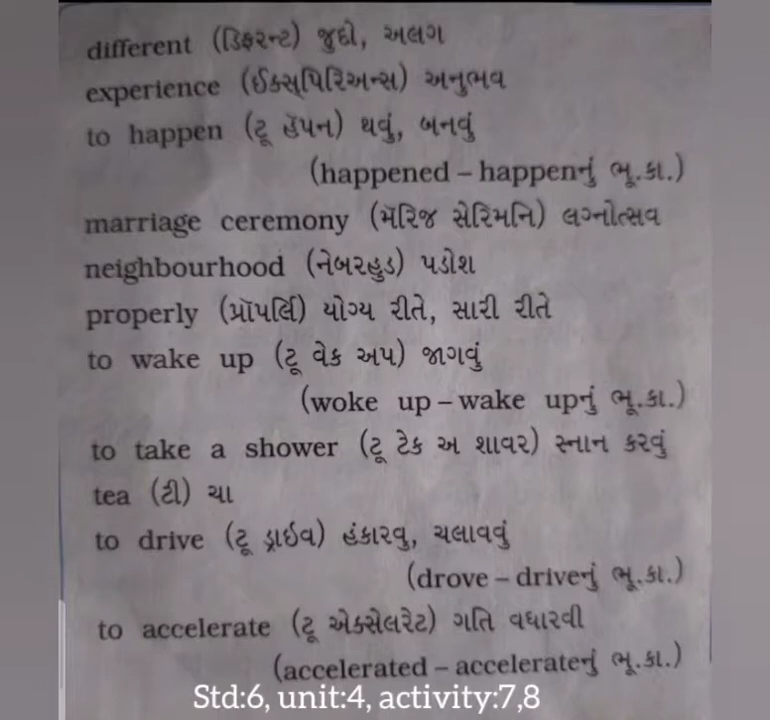 different (ડિફરન્ટ) જુદો, અલગ
experience (ઈક્સ્પિરિઅન્સ) અનુભવ
to happen (ટૂ હૅપન) થવું, બનવું
(happened – happenનું ભૂ.કા.)
marriage ceremony (મૅરિજ સેરિમનિ) લગ્નોત્સવ
neighbourhood (નેબરહુડ) પડોશ
properly (પ્રૉપર્લિ) યોગ્ય રીતે, સારી રીતે
to wake up (ટૂ વેક અપ) જાગવું
(woke up – wake upનું ભૂ.કા.)
to take a shower (ટૂ ટેક અ શાવર) સ્નાન કરવું
tea (ટી) ચા
to drive (ટૂ ડ્રાઇવ) હંકારવુ, ચલાવવું
(drove – driveનું ભૂ.કા.)
to accelerate (ટૂ એક્સેલરેટ) ગતિ વધારવી
(accelerated – accelerateનું ભૂ.કા.)
Std:6, unit:4, activity:7,8